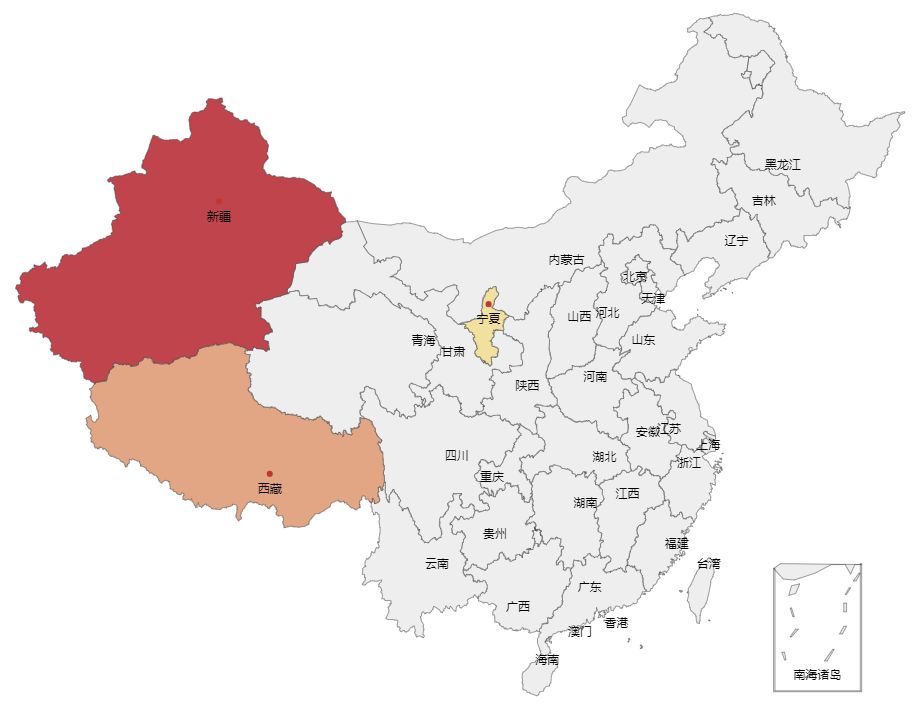 黑龙江
吉林
新疆
辽宁
内蒙古
北京
天津
宁夏
山西
河北
青海
甘肃
山东
陕西
河南
安徽
江苏
上海
四川
湖北
浙江
重庆
西藏
湖南
江西
贵州
福建
云南
台湾
广东
广西
香港
澳门
海南
南海诸岛